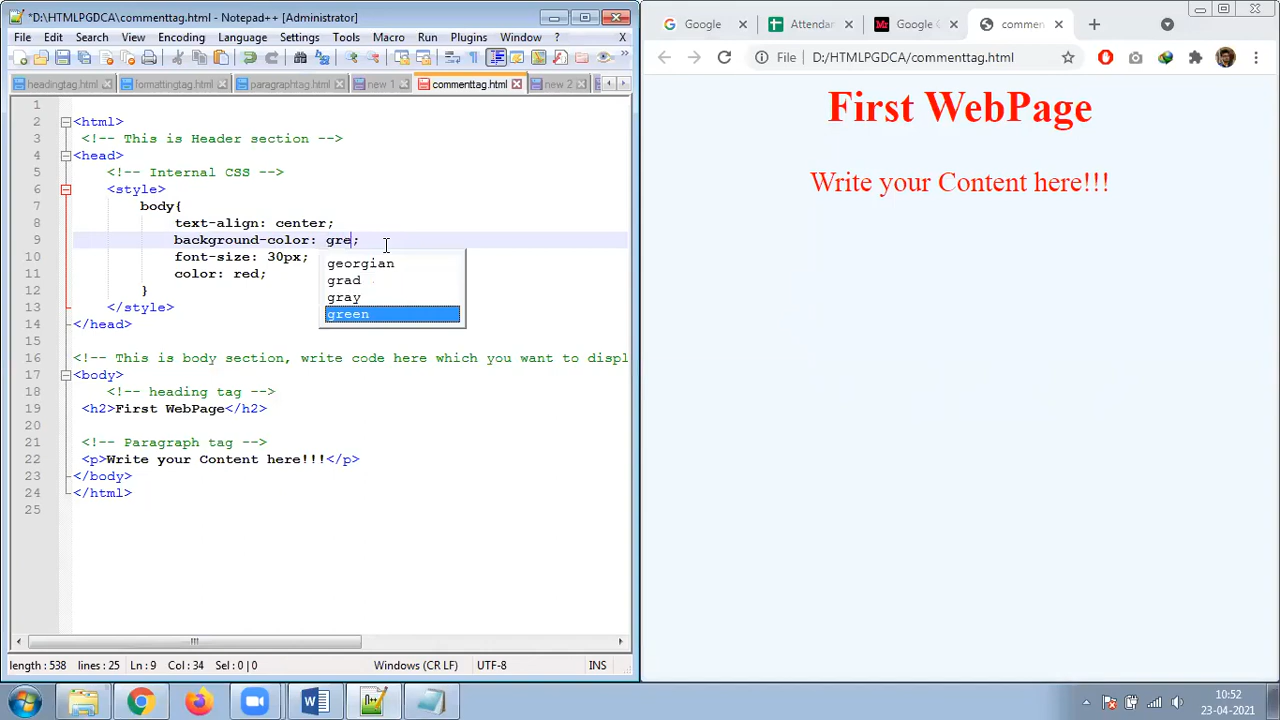 *D:\HTMLPGDCA\commenttag.html - Notepad++ [Administrator]
File Edit Search View Encoding Language Settings Tools Macro Run Plugins Window ? X
headingtag.html formattingtag.html paragraphtag.html new 1 commenttag.html new 2
1
2 <html>
3 <!-- This is Header section -->
4 <head>
5 <!-- Internal CSS -->
6 <style>
7 body{
8 text-align: center;
9 background-color: gre;
10 font-size: 30px;
11 color: red;
12 }
13 </style>
14 </head>
15
16 <!-- This is body section, write code here which you want to displ
17 <body>
18 <!-- heading tag -->
19 <h2>First WebPage</h2>
20
21 <!-- Paragraph tag -->
22 <p>Write your Content here!!!</p>
23 </body>
24 </html>
25
georgian
grad
gray
green
length : 538 lines : 25 Ln : 9 Col : 34 Sel : 0 | 0 Windows (CR LF) UTF-8 INS
Google Attendar Mr Google C commen
File D:/HTMLPGDCA/commenttag.html
First WebPage
Write your Content here!!!
10:52
23-04-2021